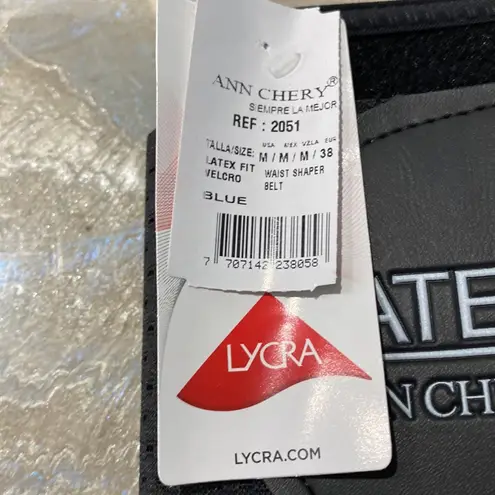 ANN CHERY®
SIEMPRE LA MEJOR
REF : 2051
USA MEX VZLA EUR
TALLA/SIZE: M / M / M / 38
LATEX FIT WAIST SHAPER
VELCRO BELT
BLUE
7 707142 238058
LYCRA
LYCRA.COM
ATE
N CH